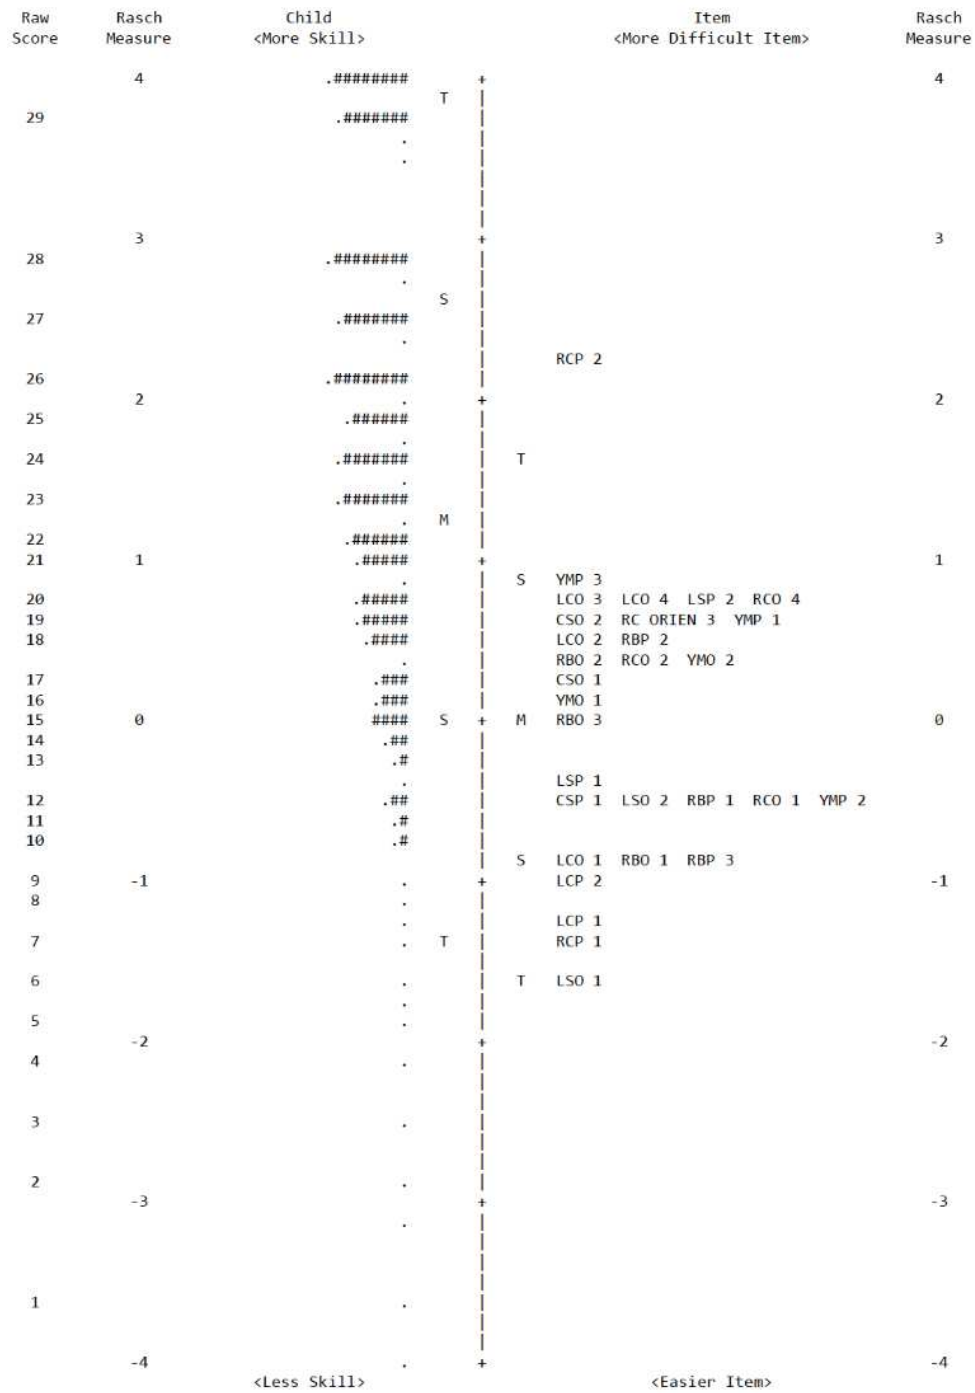 Raw Rasch Child Item Rasch
Score Measure <More Skill> <More Difficult Item> Measure
4 .######## + 4
T |
29 .####### |
. |
. |
|
|
|
3 + 3
28 .######## |
. |
S |
27 .####### |
. |
| RCP 2
26 .######## |
2 . + 2
25 .###### |
. |
24 .####### | T
. |
23 .####### |
. M |
22 .###### |
21 1 .##### + 1
. | S YMP 3
20 .##### | LCO 3 LCO 4 LSP 2 RCO 4
19 .##### | CSO 2 RC ORIEN 3 YMP 1
18 .#### | LCO 2 RBP 2
. | RBO 2 RCO 2 YMO 2
17 .### | CSO 1
16 .### | YMO 1
15 0 #### S + M RBO 3 0
14 .## |
13 .# |
. | LSP 1
12 .## | CSP 1 LSO 2 RBP 1 RCO 1 YMP 2
11 .# |
10 .# |
| S LCO 1 RBO 1 RBP 3
9 -1 . + LCP 2 -1
8 . |
. | LCP 1
7 . T | RCP 1
|
6 . | T LSO 1
. |
5 . |
-2 + -2
4 . |
|
|
3 . |
|
|
2 . |
-3 + -3
. |
|
|
|
1 . |
|
|
-4 . + -4
<Less Skill> <Easier Item>